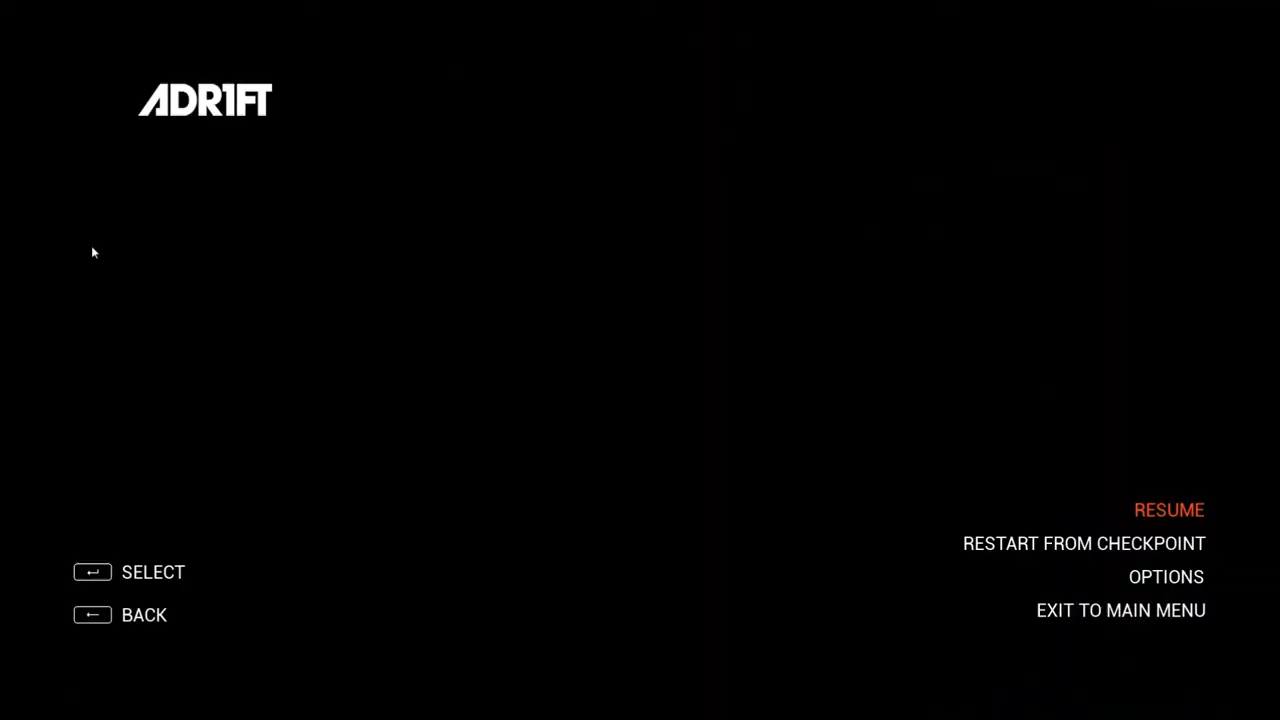 ADR1FT
RESUME
RESTART FROM CHECKPOINT
OPTIONS
EXIT TO MAIN MENU
SELECT
BACK